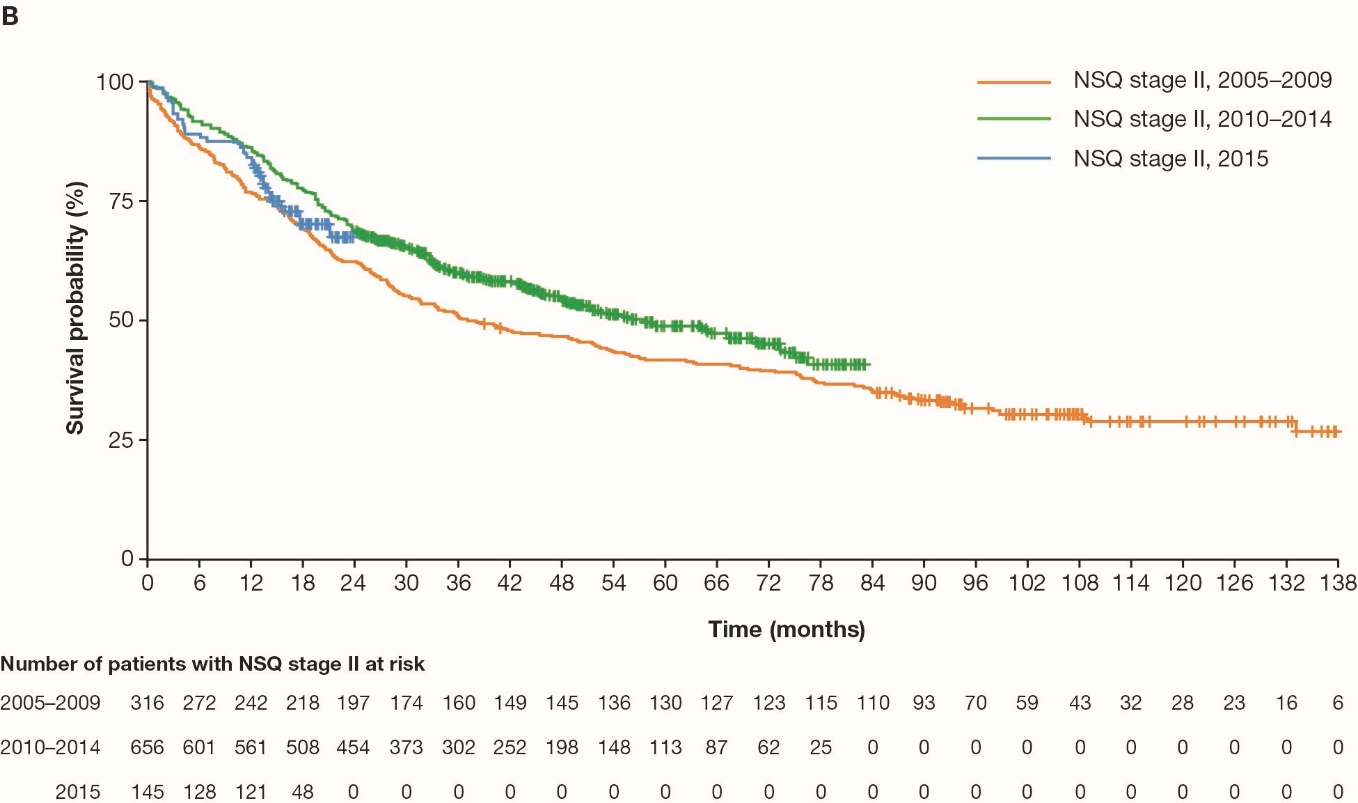 B
NSQ stage II, 2005–2009
NSQ stage II, 2010–2014
NSQ stage II, 2015
Survival probability (%)
100
75
50
25
0
0 6 12 18 24 30 36 42 48 54 60 66 72 78 84 90 96 102 108 114 120 126 132 138
Time (months)
Number of patients with NSQ stage II at risk
2005–2009 316 272 242 218 197 174 160 149 145 136 130 127 123 115 110 93 70 59 43 32 28 23 16 6
2010–2014 656 601 561 508 454 373 302 252 198 148 113 87 62 25 0 0 0 0 0 0 0 0 0 0
2015 145 128 121 48 0 0 0 0 0 0 0 0 0 0 0 0 0 0 0 0 0 0 0 0